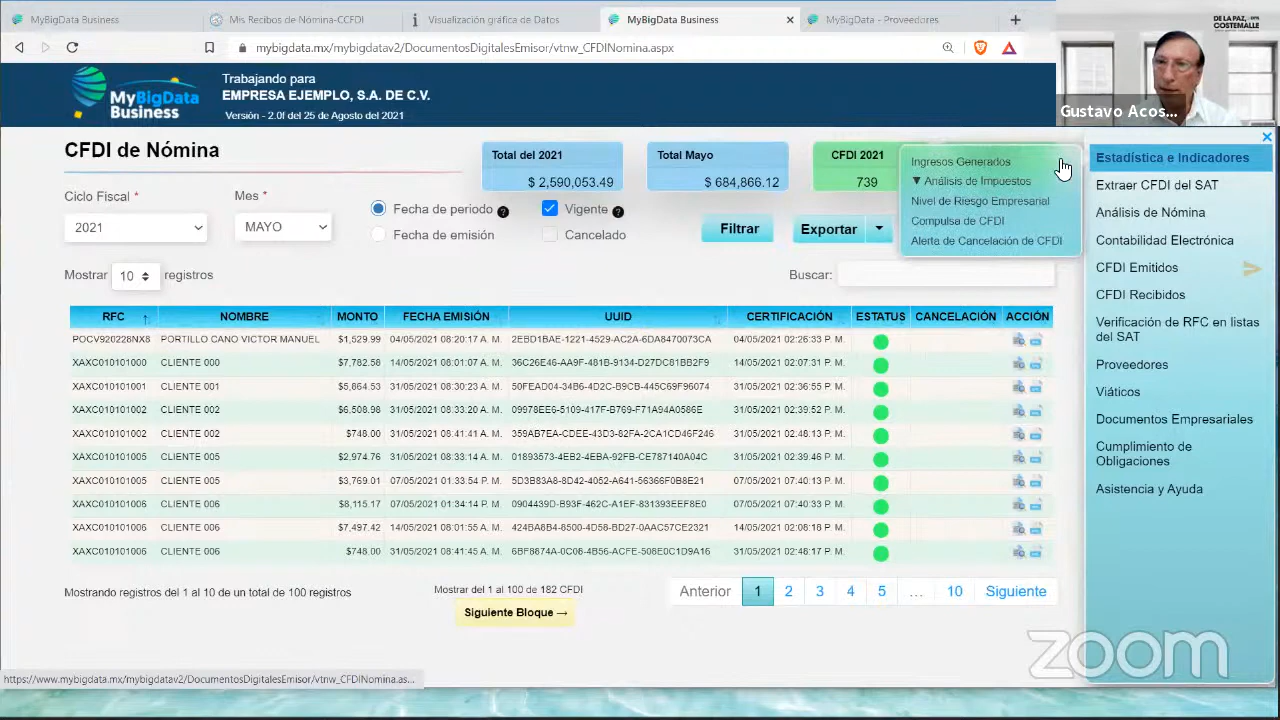 MyBigData Business
Mis Recibos de Nómina-CCFDI
Visualización gráfica de Datos
MyBigData Business
MyBigData - Proveedores
mybigdata.mx/mybigdatav2/DocumentosDigitalesEmisor/vtnw_CFDINomina.aspx
DE LA PAZ,
COSTEMALLE
MyBigData
Business
Trabajando para
EMPRESA EJEMPLO, S.A. DE C.V.
Versión - 2.0f del 25 de Agosto del 2021
Gustavo Acos...
CFDI de Nómina
Total del 2021
$ 2,590,053.49
Total Mayo
$ 684,866.12
CFDI 2021
739
Ingresos Generados
▼ Análisis de Impuestos
Nivel de Riesgo Empresarial
Compulsa de CFDI
Alerta de Cancelación de CFDI
Ciclo Fiscal *
2021
Mes *
MAYO
Fecha de periodo
Fecha de emisión
Vigente
Cancelado
Filtrar
Exportar
Mostrar 10 registros
Buscar:
RFC NOMBRE MONTO FECHA EMISIÓN UUID CERTIFICACIÓN ESTATUS CANCELACIÓN ACCIÓN
POCV920226NX8 PORTILLO CANO VICTOR MANUEL $1,529.99 04/05/2021 08:20:17 A. M. 2EBD1BAE-1221-4529-AC2A-6DA8470073CA 04/05/2021 02:26:33 P. M.
XAXC010101000 CLIENTE 000 $7,782.58 14/05/2021 08:01:07 A. M. 36C26E46-AA9F-481B-9134-D27DC81BB2F9 14/05/2021 02:07:31 P. M.
XAXC010101001 CLIENTE 001 $5,864.53 31/05/2021 08:30:23 A. M. 50FEAD04-34B6-4D2C-B9CB-445C69F96074 31/05/2021 02:36:55 P. M.
XAXC010101002 CLIENTE 002 $6,508.98 31/05/2021 08:33:20 A. M. 09978EE6-5109-417F-B769-F71A94A0586E 31/05/2021 02:39:52 P. M.
XAXC010101002 CLIENTE 002 $748.00 31/05/2021 08:41:41 A. M. 359AB7EA-CDEE-43D3-82FA-2CA1CD46F246 31/05/2021 02:48:13 P. M.
XAXC010101005 CLIENTE 005 $2,974.76 31/05/2021 08:33:14 A. M. 01893573-4EB2-4EBA-92FB-CE787140A04C 31/05/2021 02:39:46 P. M.
XAXC010101005 CLIENTE 005 $3,769.01 07/05/2021 01:33:54 P. M. 5D3B83A8-8D42-4052-A641-56366F0B8E21 07/05/2021 07:40:13 P. M.
XAXC010101006 CLIENTE 006 $8,115.17 07/05/2021 01:34:14 P. M. 0904439D-B93F-462C-A1EF-831393EEF8E0 07/05/2021 07:40:33 P. M.
XAXC010101006 CLIENTE 006 $7,497.42 14/05/2021 08:01:55 A. M. 424BA8B4-8500-4D58-BD27-0AAC57CE2321 14/05/2021 02:08:18 P. M.
XAXC010101006 CLIENTE 006 $748.00 31/05/2021 08:41:45 A. M. 6BF8874A-0C08-4B56-ACFE-508E0C1D9A16 31/05/2021 02:48:17 P. M.
Mostrando registros del 1 al 10 de un total de 100 registros
Mostrar del 1 al 100 de 182 CFDI
Siguiente Bloque →
Anterior 1 2 3 4 5 ... 10 Siguiente
Estadística e Indicadores
Extraer CFDI del SAT
Análisis de Nómina
Contabilidad Electrónica
CFDI Emitidos
CFDI Recibidos
Verificación de RFC en listas
del SAT
Proveedores
Viáticos
Documentos Empresariales
Cumplimiento de
Obligaciones
Asistencia y Ayuda
zoom
https://www.mybigdata.mx/mybigdatav2/DocumentosDigitalesEmisor/vtnw_CFDINomina.as...